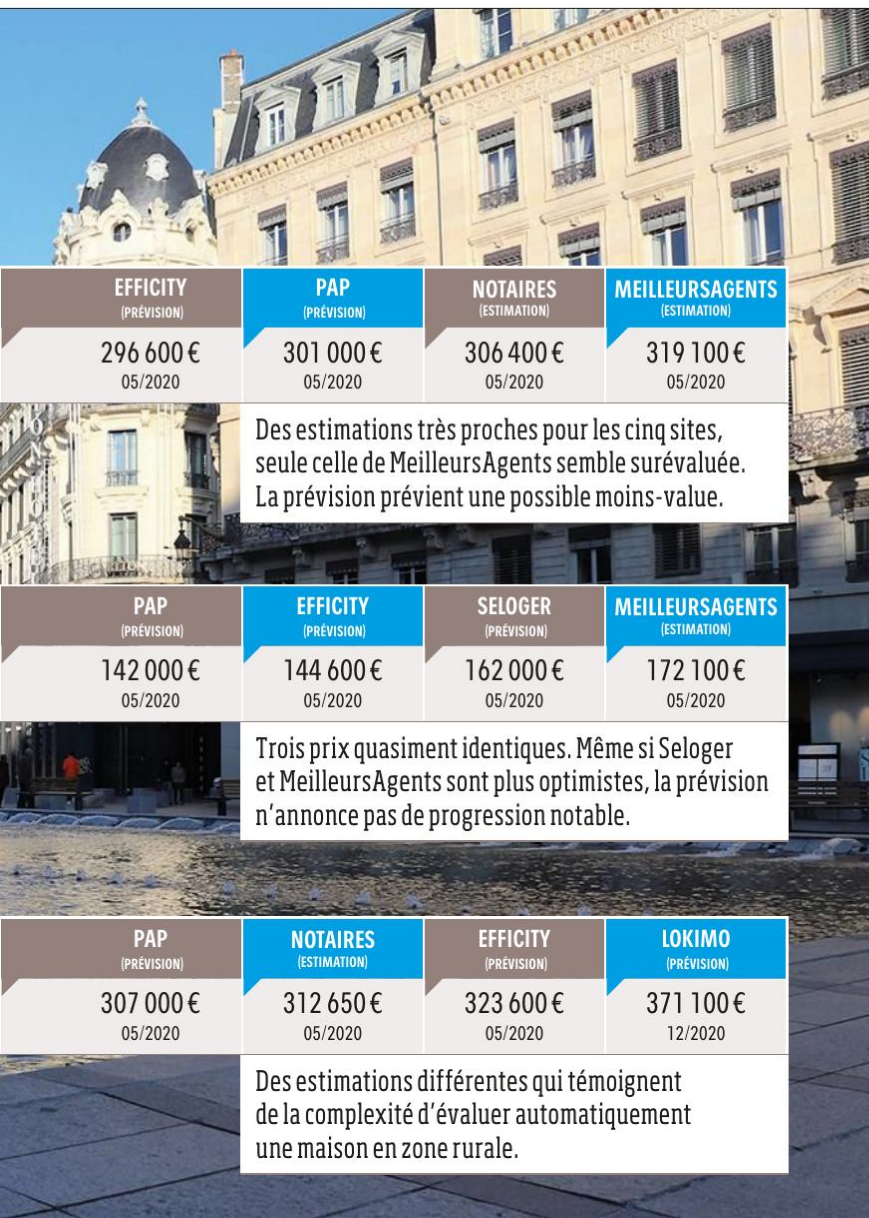 EFFICITY
(PRÉVISION)
296 600 €
05/2020
PAP
(PRÉVISION)
301 000 €
05/2020
NOTAIRES
(ESTIMATION)
306 400 €
05/2020
MEILLEURSAGENTS
(ESTIMATION)
319 100 €
05/2020
Des estimations très proches pour les cinq sites,
seule celle de MeilleursAgents semble surévaluée.
La prévision prévient une possible moins-value.
PAP
(PRÉVISION)
142 000 €
05/2020
EFFICITY
(PRÉVISION)
144 600 €
05/2020
SELOGER
(PRÉVISION)
162 000 €
05/2020
MEILLEURSAGENTS
(ESTIMATION)
172 100 €
05/2020
Trois prix quasiment identiques. Même si Seloger
et MeilleursAgents sont plus optimistes, la prévision
n'annonce pas de progression notable.
PAP
(PRÉVISION)
307 000 €
05/2020
NOTAIRES
(ESTIMATION)
312 650 €
05/2020
EFFICITY
(PRÉVISION)
323 600 €
05/2020
LOKIMO
(PRÉVISION)
371 100 €
12/2020
Des estimations différentes qui témoignent
de la complexité d'évaluer automatiquement
une maison en zone rurale.